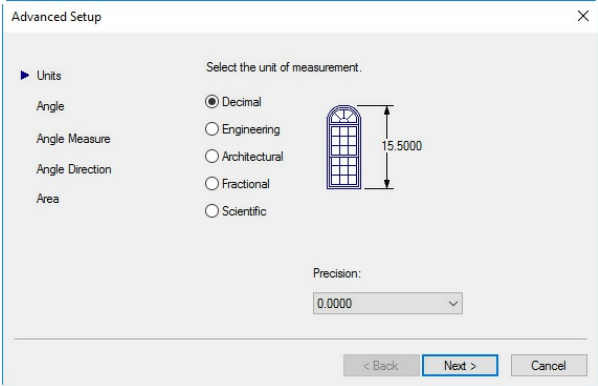 Advanced Setup
Units
Angle
Angle Measure
Angle Direction
Area
Select the unit of measurement.
Decimal
Engineering
Architectural
Fractional
Scientific
15.5000
Precision:
0.0000
< Back
Next >
Cancel